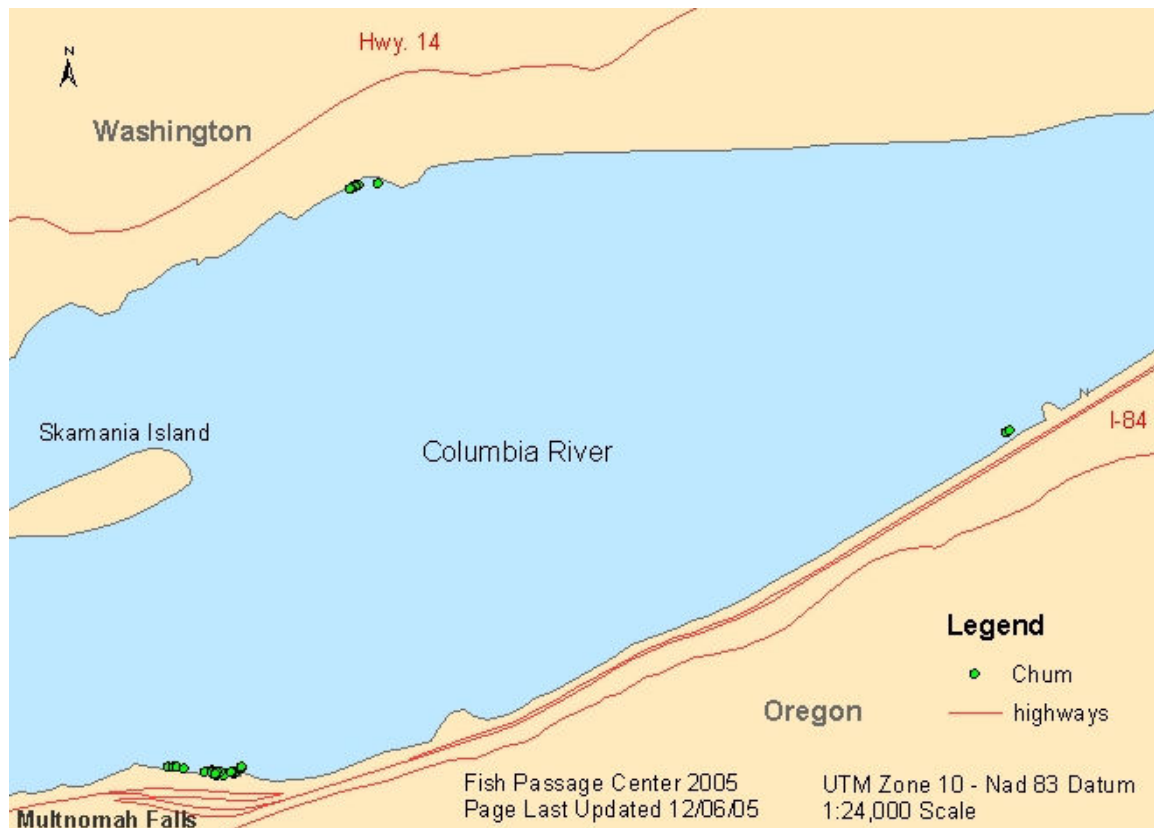 N
Hwy. 14
Washington
Skamania Island
Columbia River
I-84
Legend
Chum
highways
Oregon
Fish Passage Center 2005
Page Last Updated 12/06/05
UTM Zone 10 - Nad 83 Datum
1:24,000 Scale
Multnomah Falls